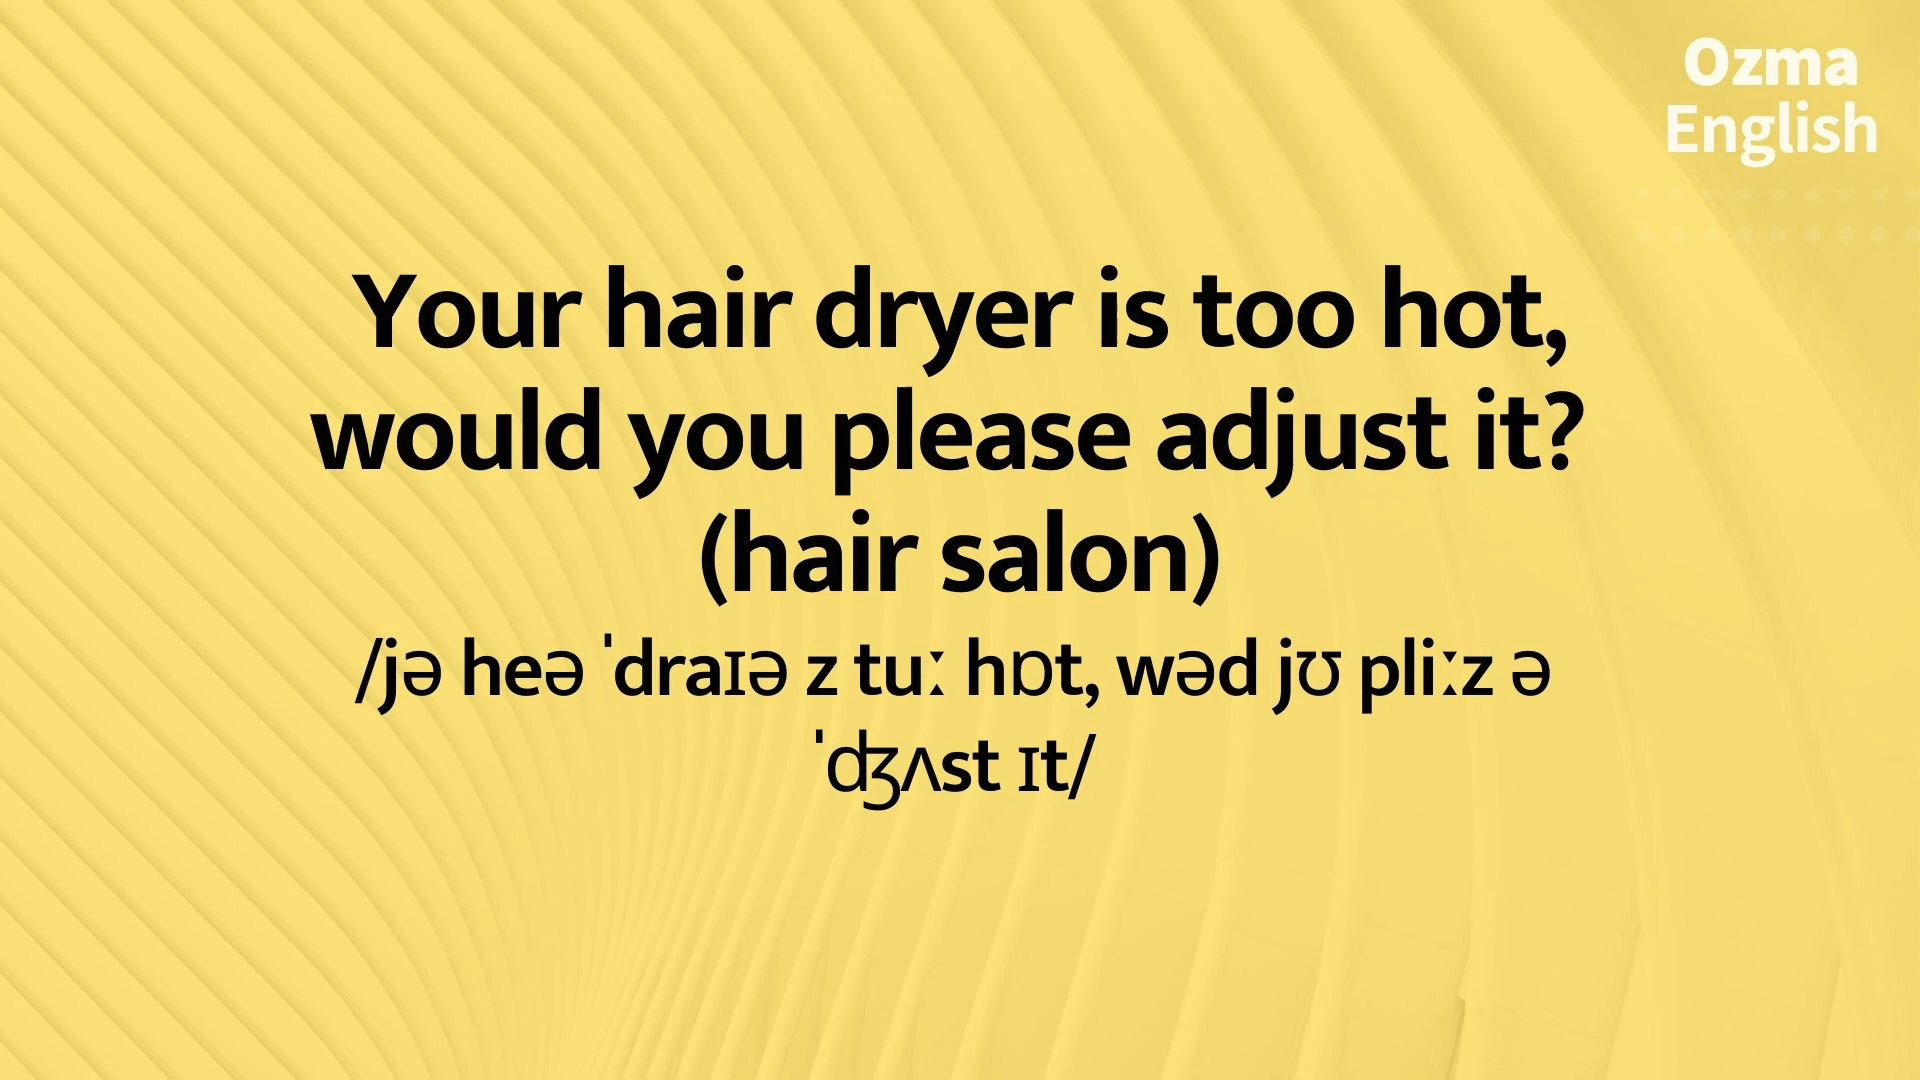 Ozma
English
Your hair dryer is too hot,
would you please adjust it?
(hair salon)
/jə heə ˈdraɪə z tuː hɒt, wəd jʊ pliːz ə
ˈʤʌst ɪt/